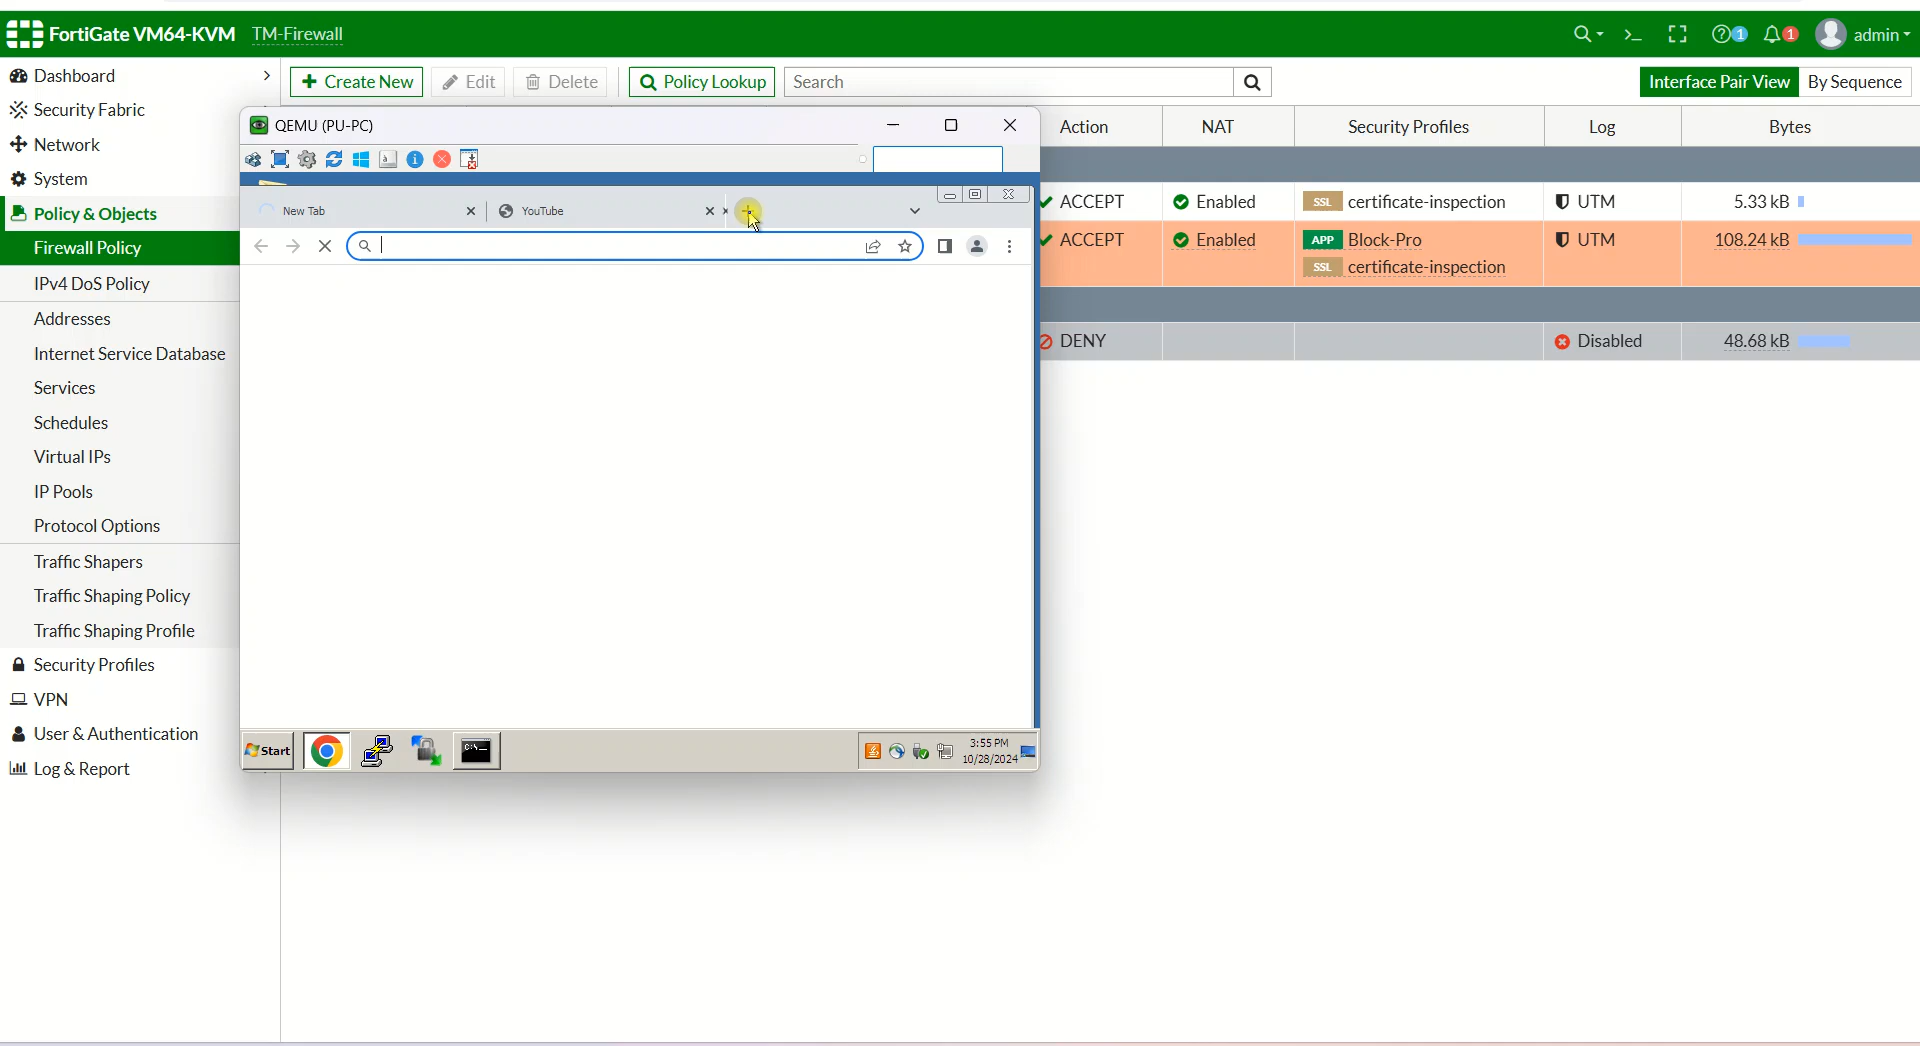 FortiGate VM64-KVM TM-Firewall 1 1 admin
Dashboard
Security Fabric
Network
System
Policy & Objects
Firewall Policy
IPv4 DoS Policy
Addresses
Internet Service Database
Services
Schedules
Virtual IPs
IP Pools
Protocol Options
Traffic Shapers
Traffic Shaping Policy
Traffic Shaping Profile
Security Profiles
VPN
User & Authentication
Log & Report
Create New Edit Delete Policy Lookup Search Interface Pair View By Sequence
QEMU (PU-PC)
New Tab YouTube
Start 3:55 PM
10/28/2024
Action NAT Security Profiles Log Bytes
ACCEPT Enabled SSL certificate-inspection UTM 5.33 kB
ACCEPT Enabled APP Block-Pro UTM 108.24 kB
SSL certificate-inspection
DENY Disabled 48.68 kB